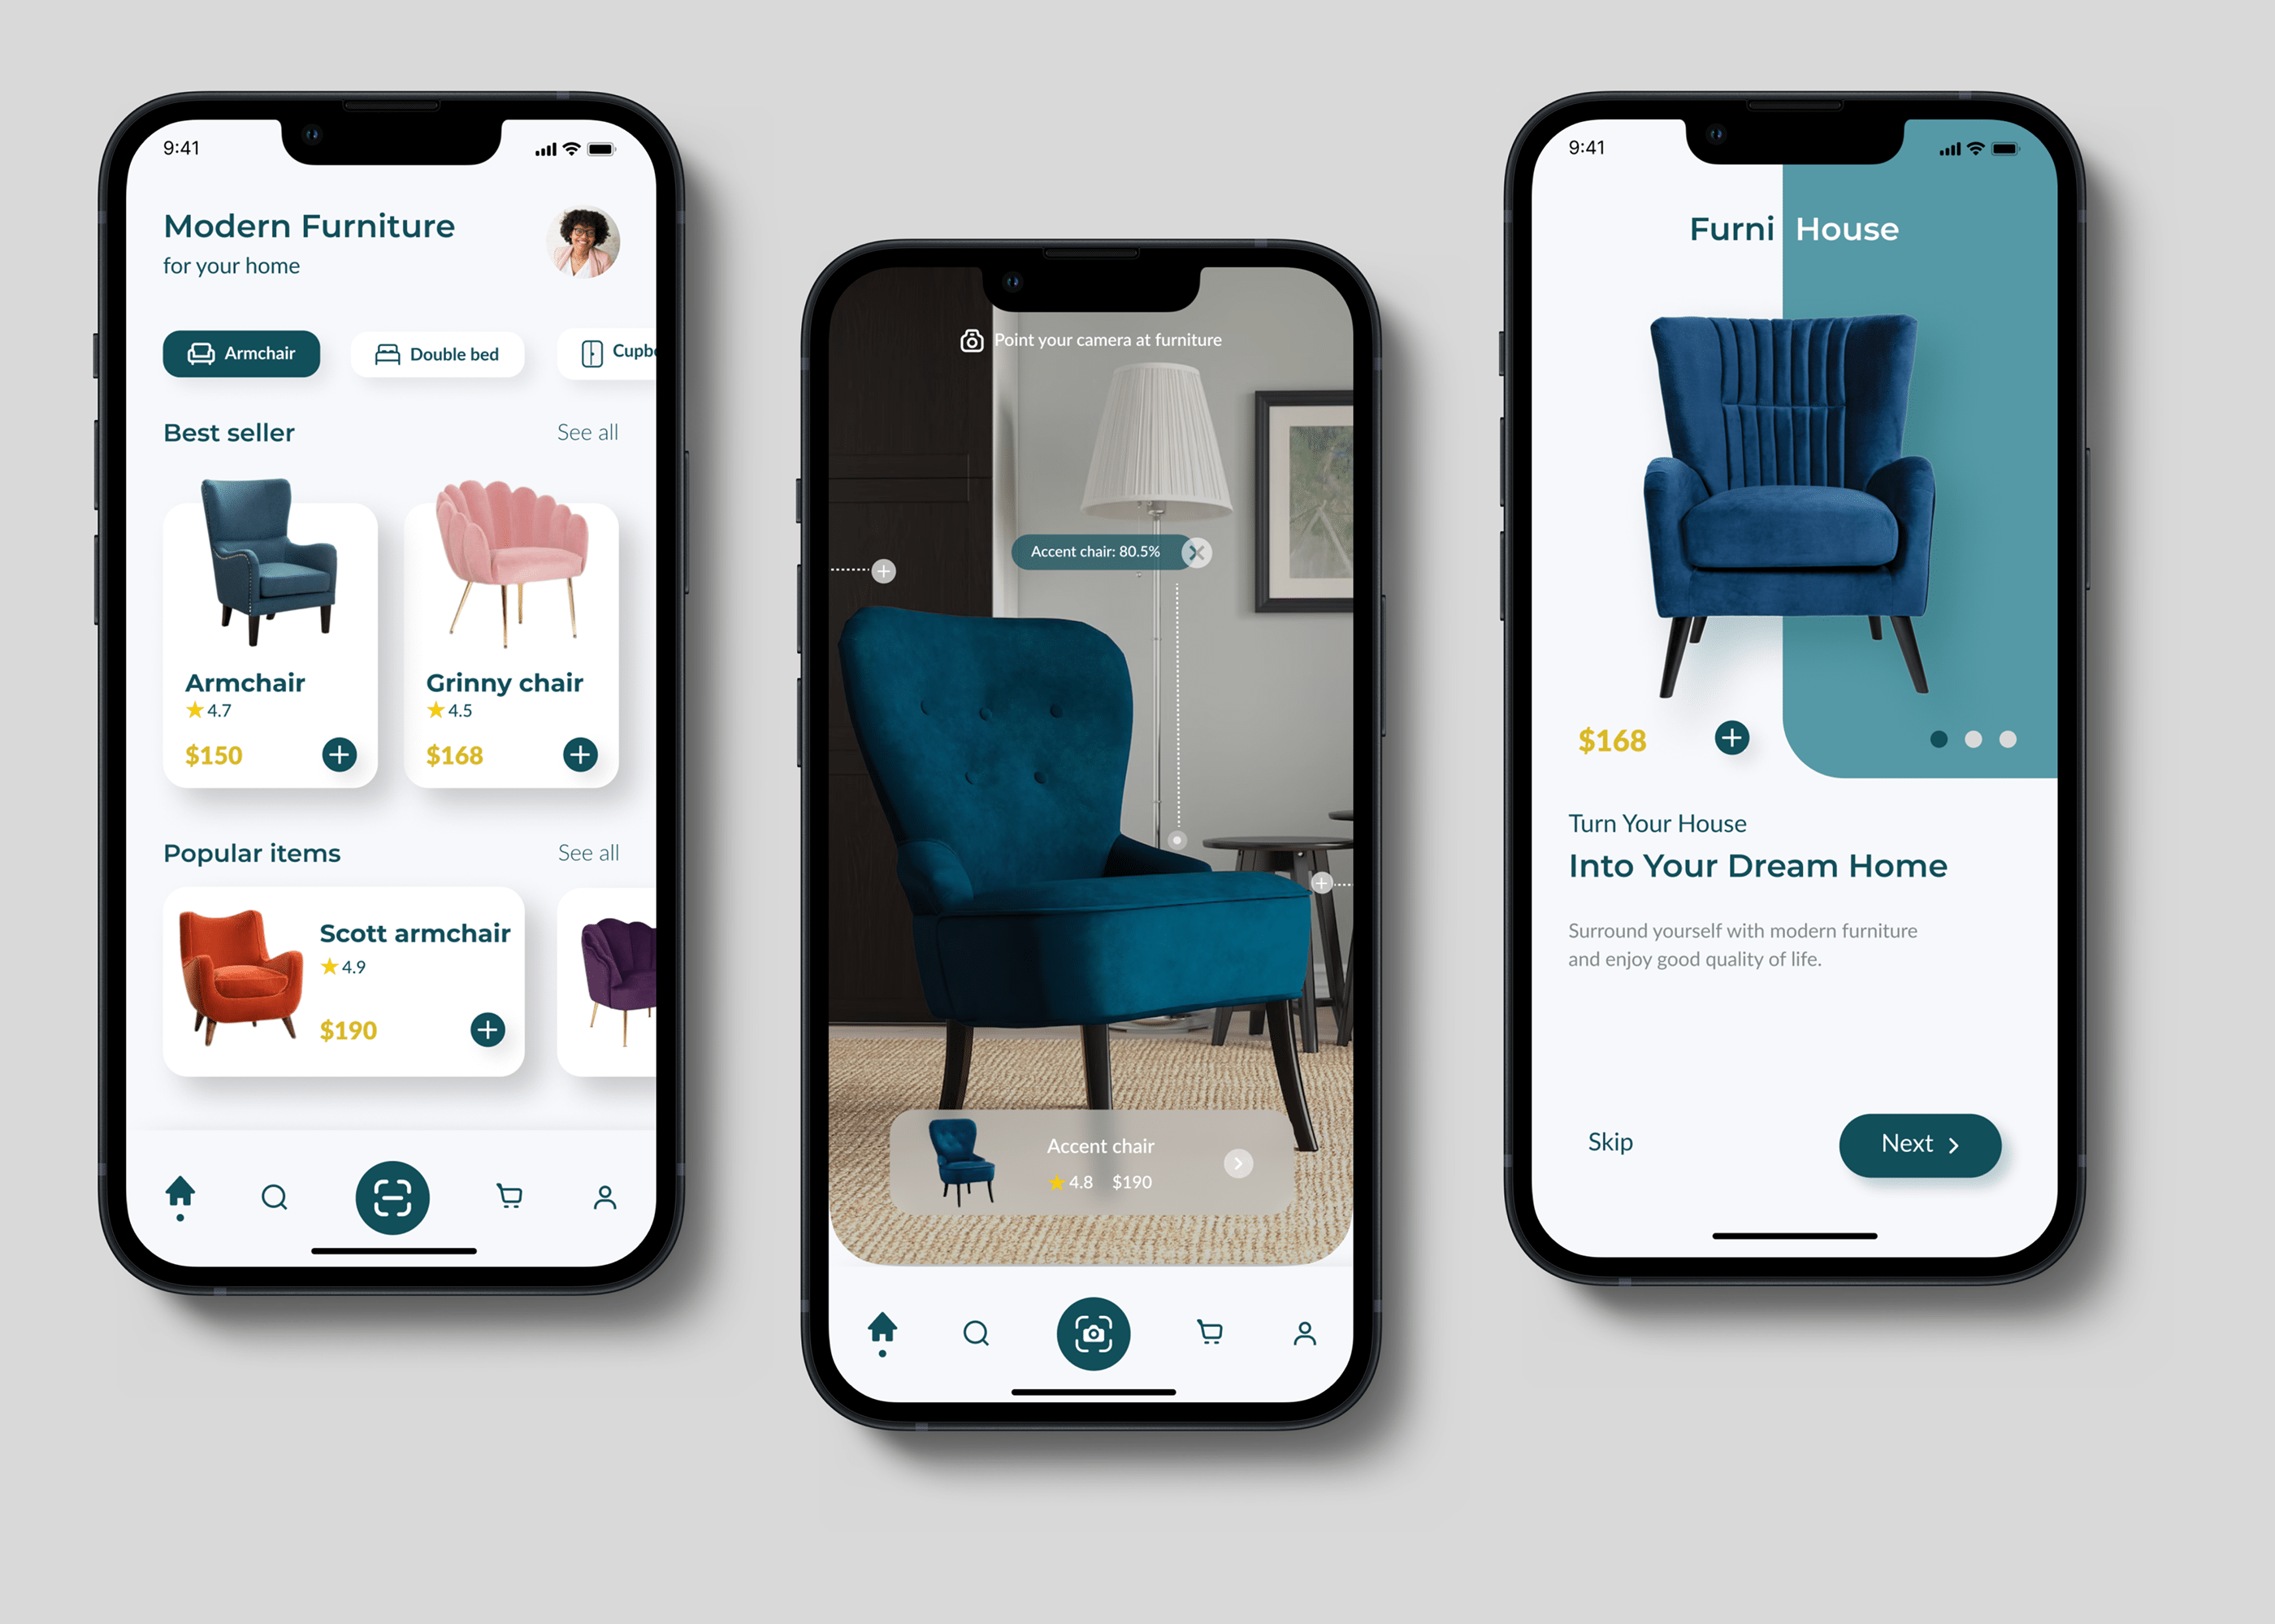 9:41
Modern Furniture
for your home
Armchair
Double bed
Cupb
Best seller
See all
Armchair
4.7
$150
Grinny chair
4.5
$168
Popular items
See all
Scott armchair
4.9
$190
Point your camera at furniture
Accent chair: 80.5%
Accent chair
4.8 $190
9:41
Furni House
$168
Turn Your House
Into Your Dream Home
Surround yourself with modern furniture
and enjoy good quality of life.
Skip
Next